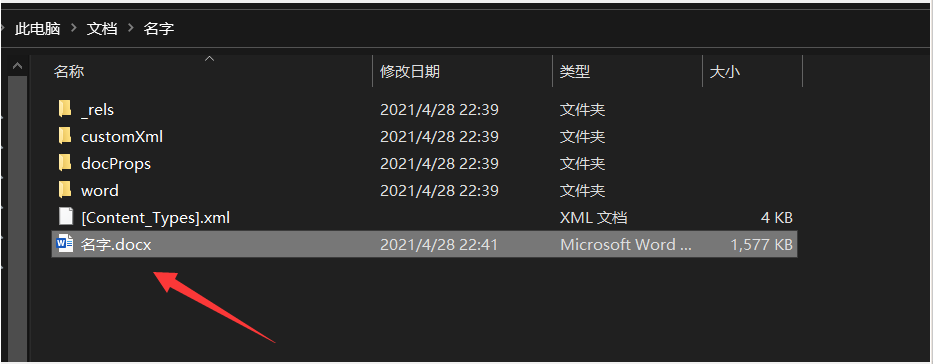 此电脑 > 文档 > 名字
名称 修改日期 类型 大小
_rels 2021/4/28 22:39 文件夹
customXml 2021/4/28 22:39 文件夹
docProps 2021/4/28 22:39 文件夹
word 2021/4/28 22:39 文件夹
[Content_Types].xml XML 文档 4 KB
名字.docx 2021/4/28 22:41 Microsoft Word ... 1,577 KB